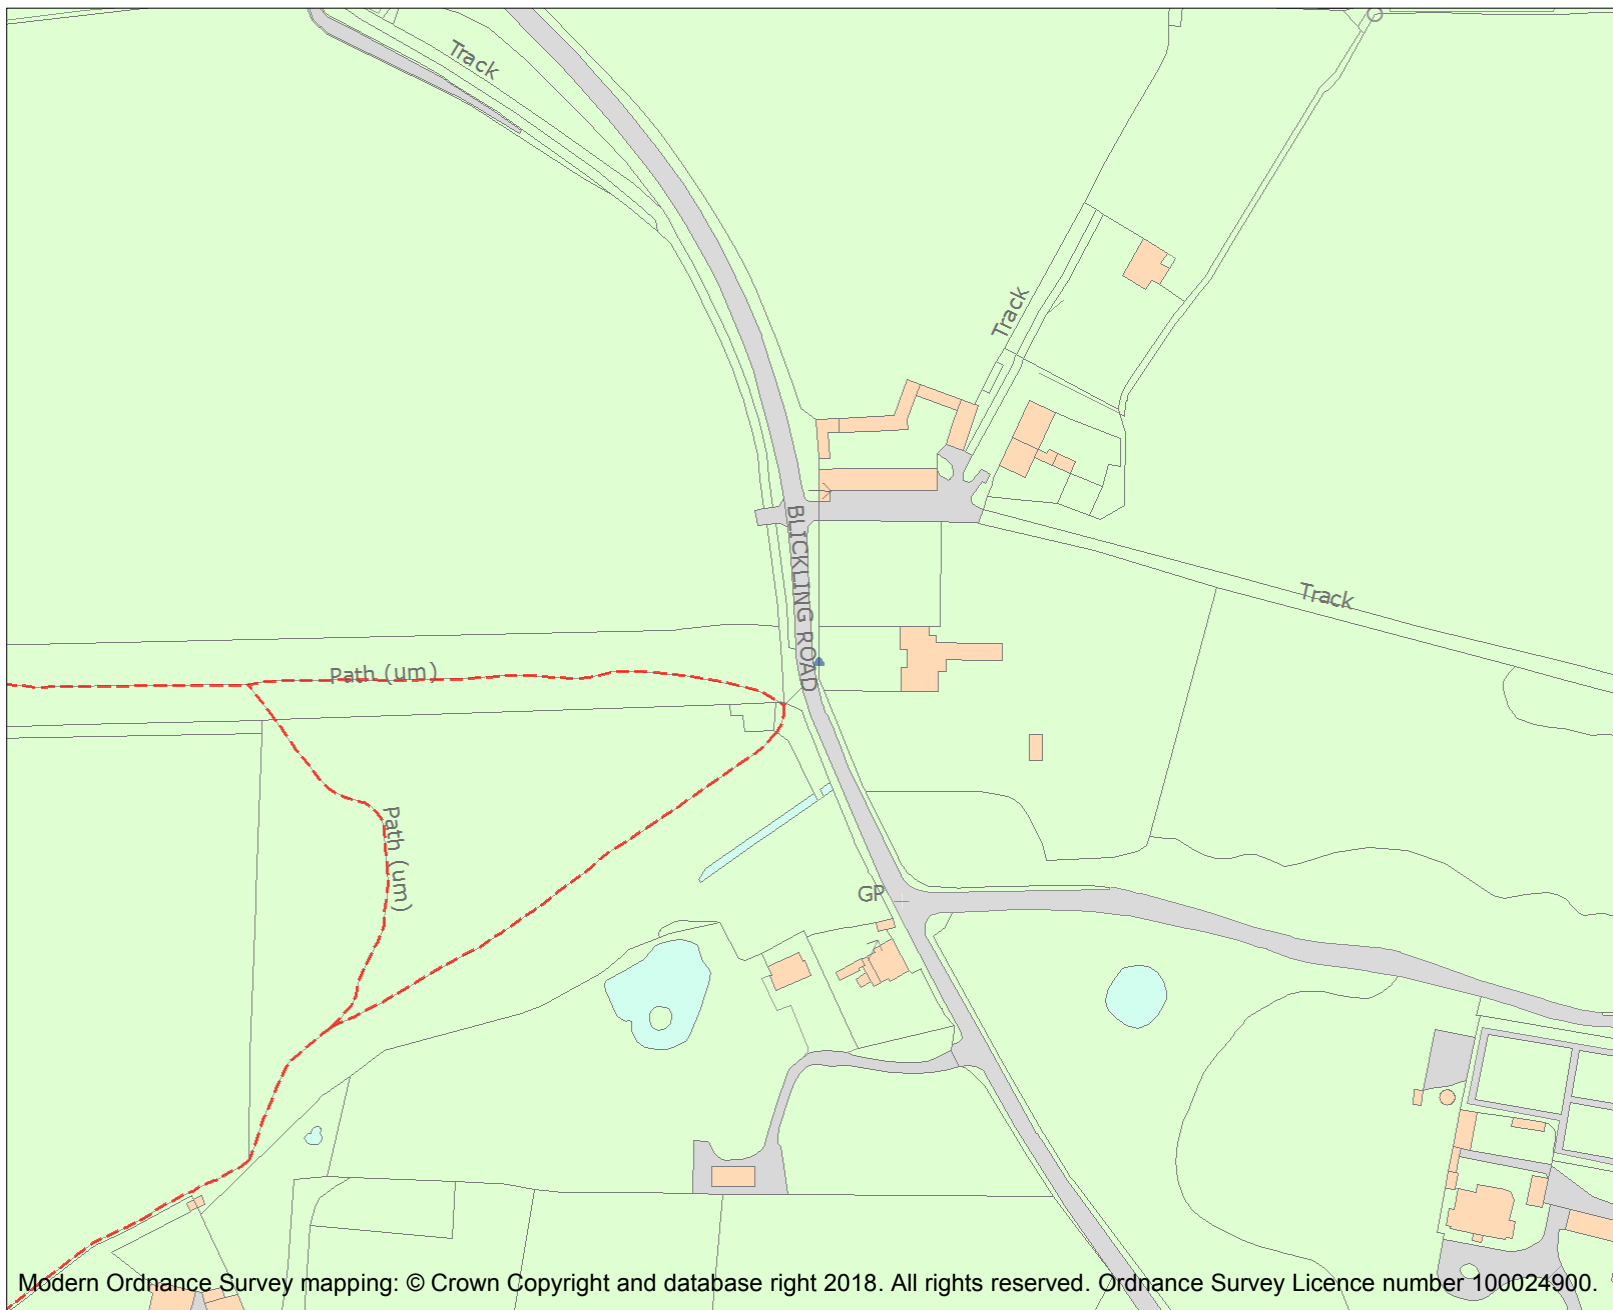 Track
Track
BLICKLING ROAD
Track
Path (um)
Path (um)
GP
Modern Ordnance Survey mapping: © Crown Copyright and database right 2018. All rights reserved. Ordnance Survey Licence number 100024900.